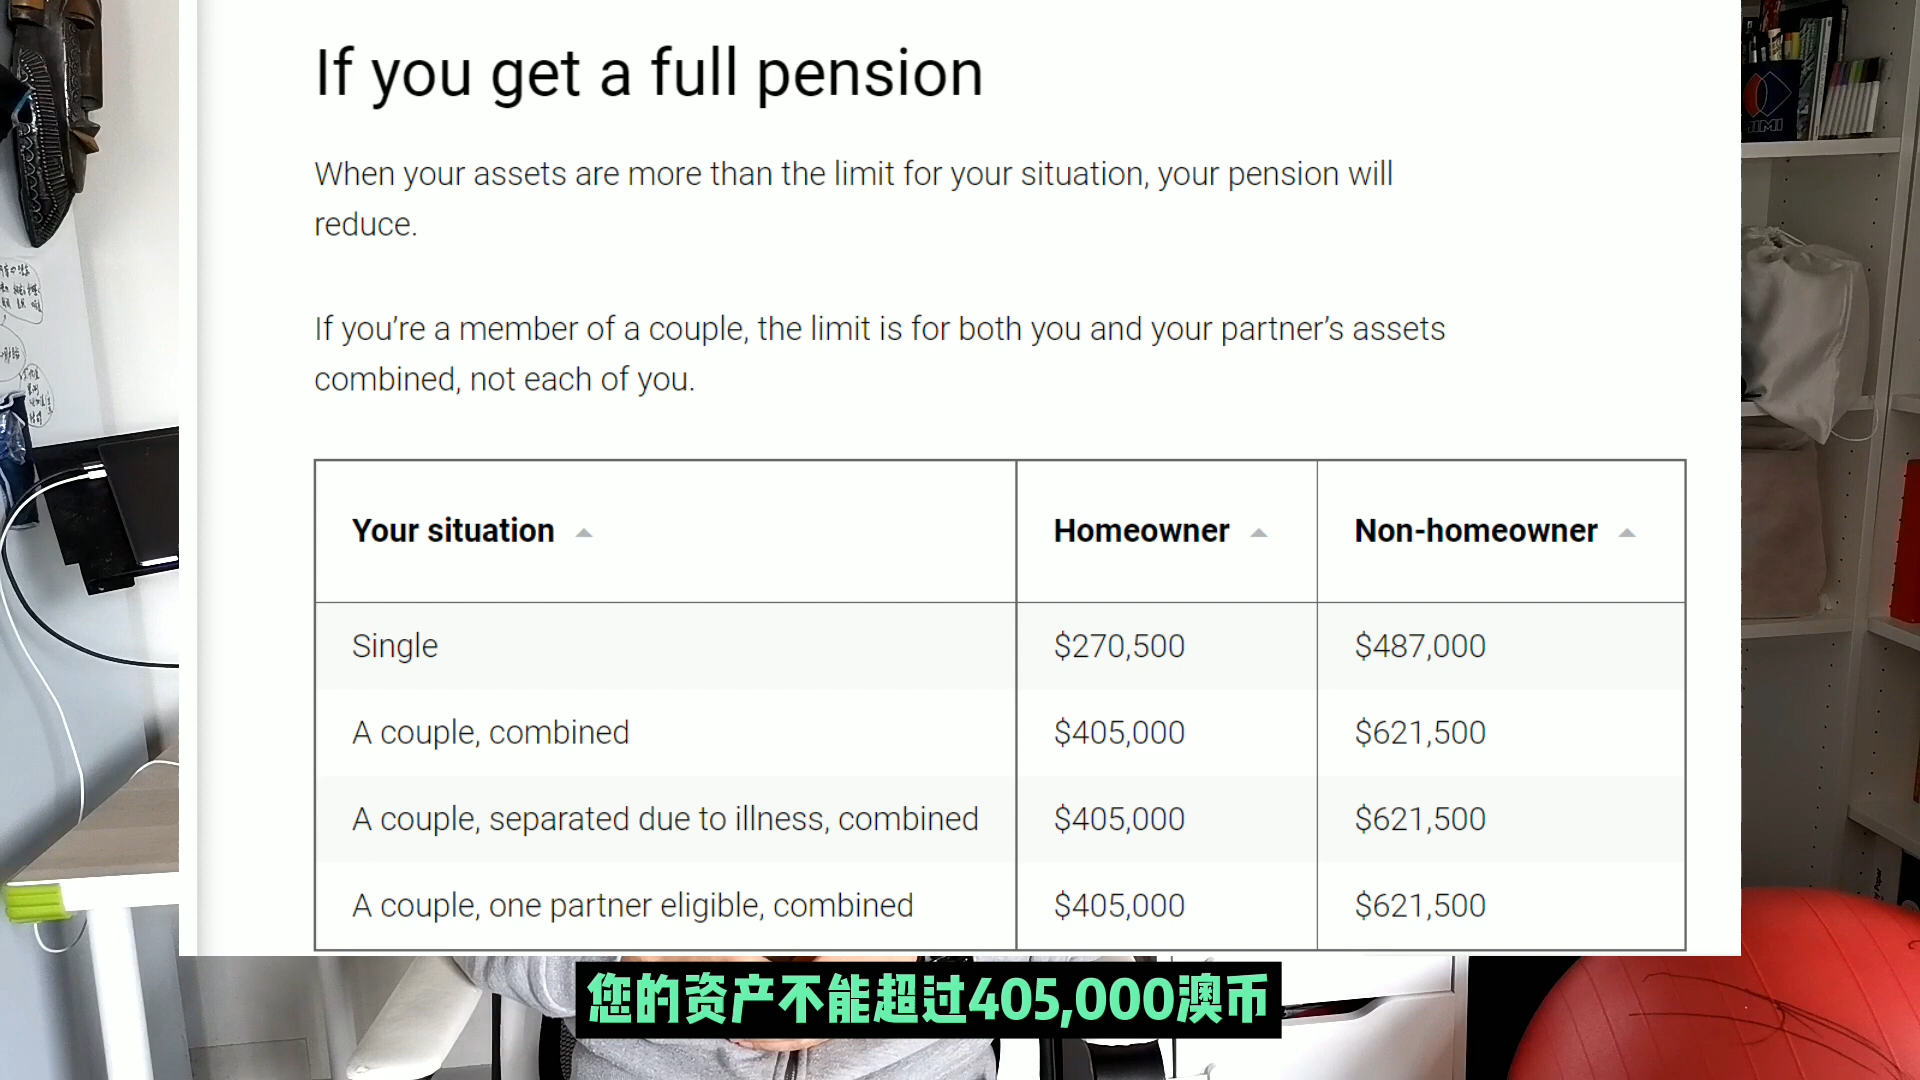 If you get a full pension
When your assets are more than the limit for your situation, your pension will
reduce.
If you’re a member of a couple, the limit is for both you and your partner’s assets
combined, not each of you.
Your situation Homeowner Non-homeowner
Single $270,500 $487,000
A couple, combined $405,000 $621,500
A couple, separated due to illness, combined $405,000 $621,500
A couple, one partner eligible, combined $405,000 $621,500
您的资产不能超过405,000澳币